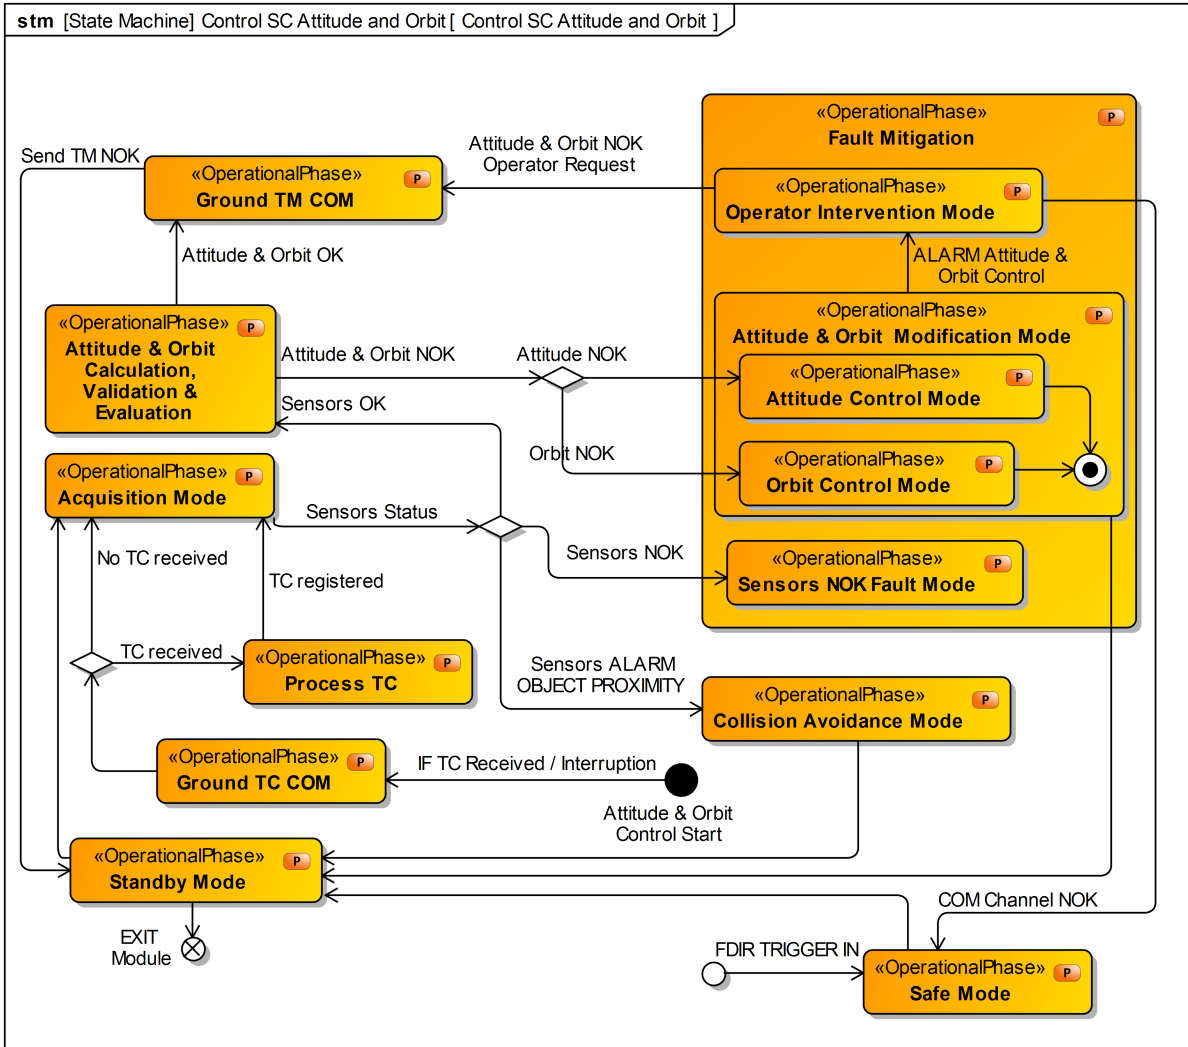 stm [State Machine] Control SC Attitude and Orbit [ Control SC Attitude and Orbit ]
«OperationalPhase»
Fault Mitigation
P
Send TM NOK
«OperationalPhase»
Ground TM COM
P
Attitude & Orbit NOK
Operator Request
«OperationalPhase»
Operator Intervention Mode
P
Attitude & Orbit OK
ALARM Attitude &
Orbit Control
«OperationalPhase»
Attitude & Orbit
Calculation,
Validation &
Evaluation
P
«OperationalPhase»
Attitude & Orbit Modification Mode
P
Attitude & Orbit NOK
Attitude NOK
«OperationalPhase»
Attitude Control Mode
P
Sensors OK
Orbit NOK
«OperationalPhase»
Orbit Control Mode
P
«OperationalPhase»
Acquisition Mode
P
Sensors Status
No TC received
Sensors NOK
«OperationalPhase»
Sensors NOK Fault Mode
P
TC registered
TC received
«OperationalPhase»
Process TC
P
Sensors ALARM
OBJECT PROXIMITY
«OperationalPhase»
Collision Avoidance Mode
P
«OperationalPhase»
Ground TC COM
P
IF TC Received / Interruption
Attitude & Orbit
Control Start
«OperationalPhase»
Standby Mode
P
COM Channel NOK
EXIT
Module
FDIR TRIGGER IN
«OperationalPhase»
Safe Mode
P